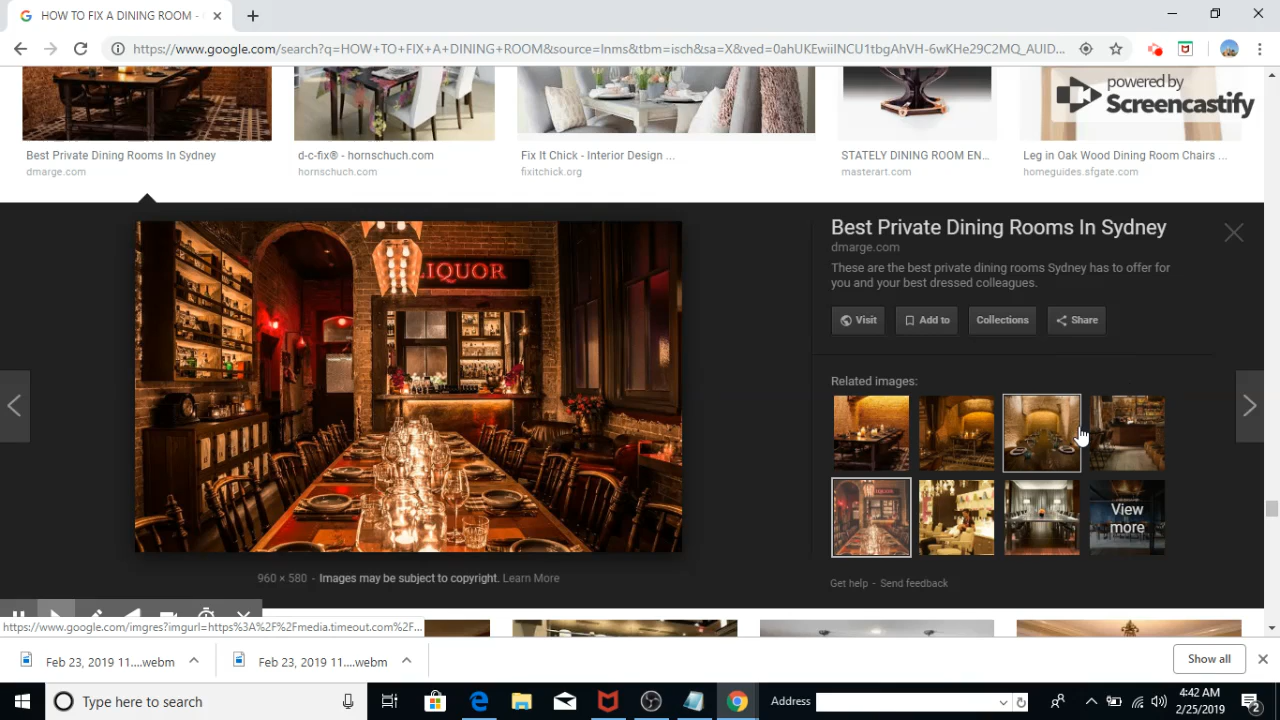 HOW TO FIX A DINING ROOM -
https://www.google.com/search?q=HOW+TO+FIX+A+DINING+ROOM&source=lnms&tbm=isch&sa=X&ved=0ahUKEwiilNCU1tbgAhVH-6wKHe29C2MQ_AUID...
powered by
Screencastify
Best Private Dining Rooms In Sydney
dmarge.com
d-c-fix® - hornschuch.com
hornschuch.com
Fix It Chick - Interior Design ...
fixitchick.org
STATELY DINING ROOM EN...
masterart.com
Leg in Oak Wood Dining Room Chairs ...
homeguides.sfgate.com
LIQUOR
Best Private Dining Rooms In Sydney
dmarge.com
These are the best private dining rooms Sydney has to offer for
you and your best dressed colleagues.
Visit
Add to
Collections
Share
Related images:
View
more
960 × 580 - Images may be subject to copyright. Learn More
Get help - Send feedback
https://www.google.com/imgres?imgurl=https%3A%2F%2Fmedia.timeout.com%2F...
Feb 23, 2019 11....webm
Feb 23, 2019 11....webm
Show all
Type here to search
Address
4:42 AM
2/25/2019
2